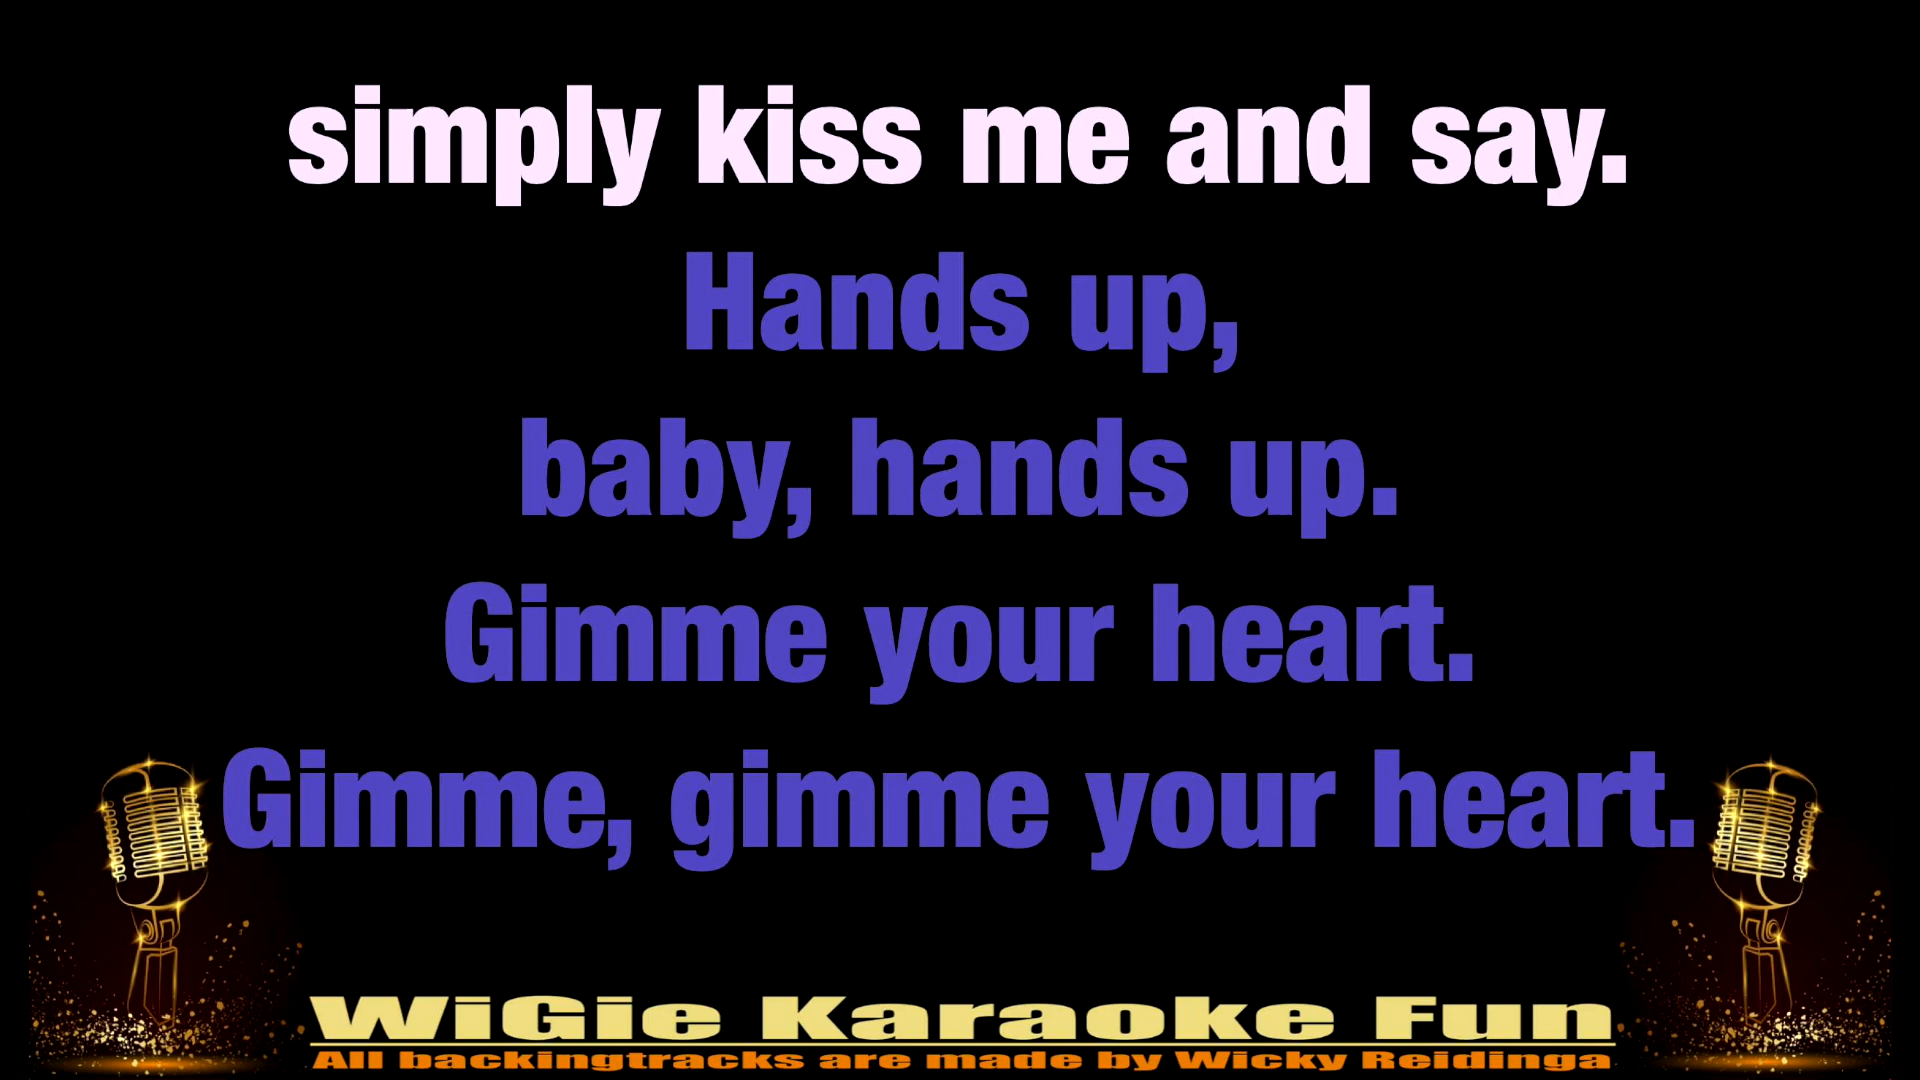 simply kiss me and say.
Hands up,
baby, hands up.
Gimme your heart.
Gimme, gimme your heart.
WiGie Karaoke Fun
All backingtracks are made by Wicky Reidinga